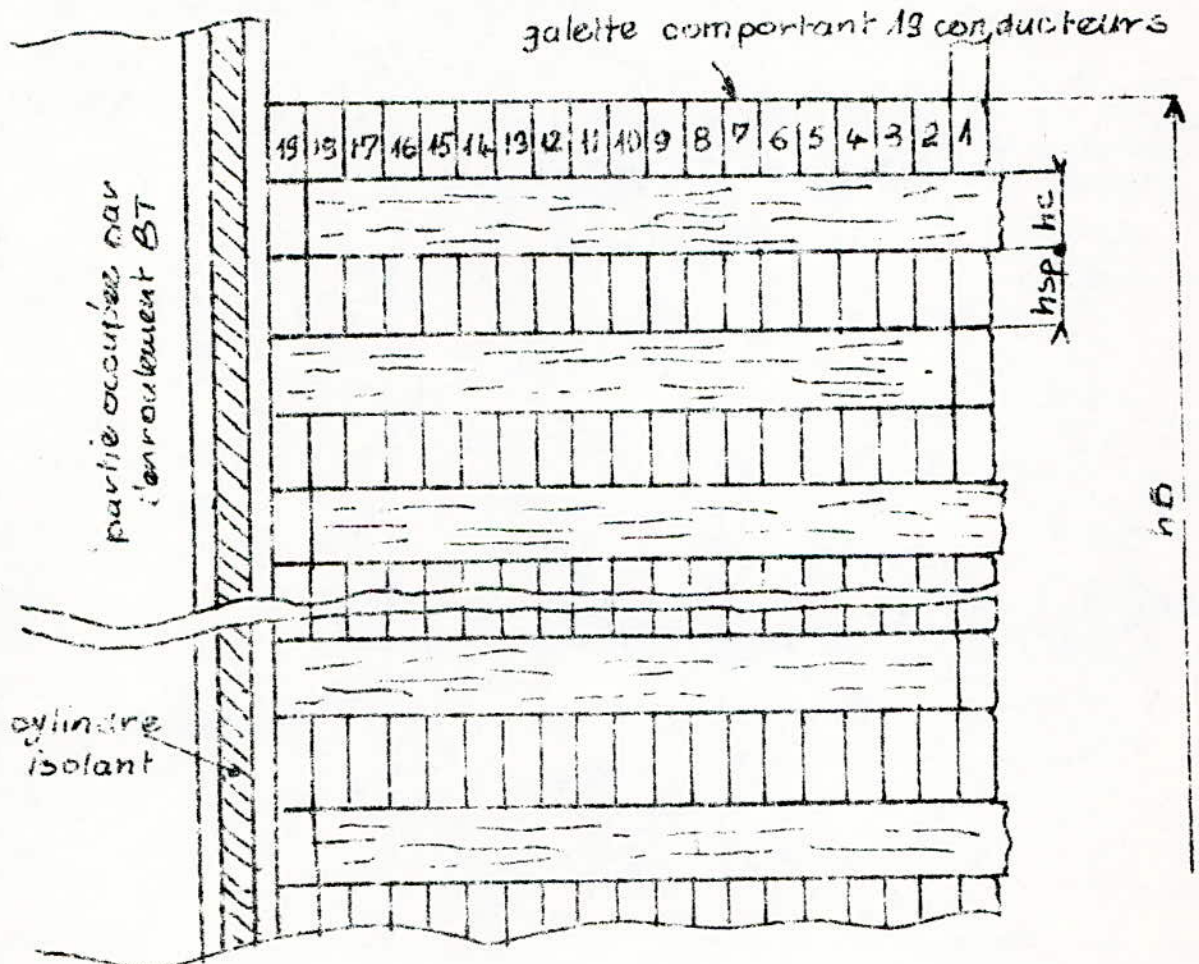 galette comportant 19 conducteurs
19 18 17 16 15 14 13 12 11 10 9 8 7 6 5 4 3 2 1
hc
hsp
hB
partie occupée par
l'enroulement BT
cylindre
isolant